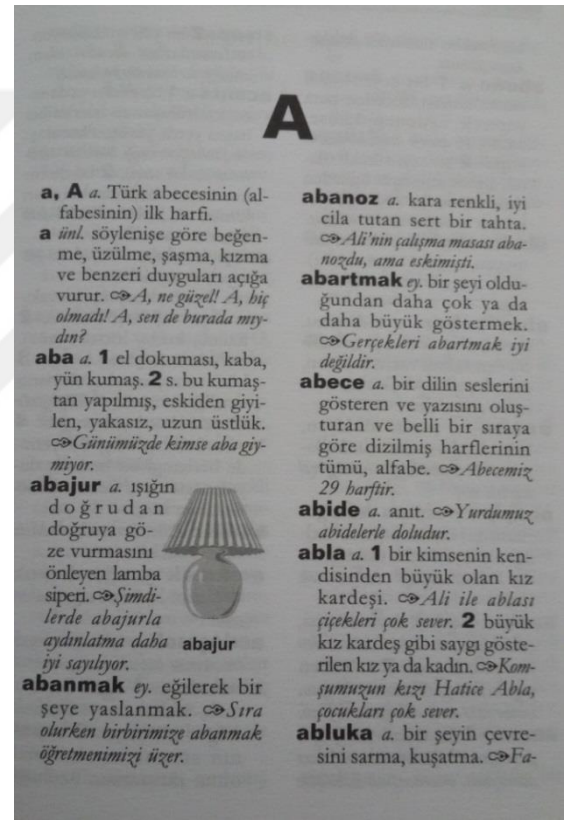 A
a, A a. Türk abecesinin (al-
fabesinin) ilk harfi.
a ünl. söylenişe göre beğen-
me, üzülme, şaşma, kızma
ve benzeri duyguları açığa
vurur. A, ne güzel! A, hiç
olmadı! A, sen de burada mıy-
dın?
aba a. 1 el dokuması, kaba,
yün kumaş. 2 s. bu kumaş-
tan yapılmış, eskiden giyi-
len, yakasız, uzun üstlük.
Günümüzde kimse aba giy-
miyor.
abajur a. ışığın
doğrudan
doğruya gö-
ze vurmasını
önleyen lamba
siperi. Şimdi-
lerde abajurla
aydınlatma daha
iyi sayılıyor.
abajur
abanmak ey. eğilerek bir
şeye yaslanmak. Sıra
olurken birbirimize abanmak
öğretmenimizi üzer.
abanoz a. kara renkli, iyi
cila tutan sert bir tahta.
Ali'nin çalışma masası aba-
nozdu, ama eskimişti.
abartmak ey. bir şeyi oldu-
ğundan daha çok ya da
daha büyük göstermek.
Gerçekleri abartmak iyi
değildir.
abece a. bir dilin seslerini
gösteren ve yazısını oluş-
turan ve belli bir sıraya
göre dizilmiş harflerinin
tümü, alfabe. Abecemiz
29 harftir.
abide a. anıt. Yurdumuz
abidelerle doludur.
abla a. 1 bir kimsenin ken-
disinden büyük olan kız
kardeşi. Ali ile ablası
çiçekleri çok sever. 2 büyük
kız kardeş gibi saygı göste-
rilen kız ya da kadın. Kom-
şumuzun kızı Hatice Abla,
çocukları çok sever.
abluka a. bir şeyin çevre-
sini sarma, kuşatma. Fa-